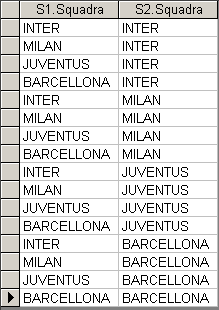 S1.Squadra S2.Squadra
INTER INTER
MILAN INTER
JUVENTUS INTER
BARCELLONA INTER
INTER MILAN
MILAN MILAN
JUVENTUS MILAN
BARCELLONA MILAN
INTER JUVENTUS
MILAN JUVENTUS
JUVENTUS JUVENTUS
BARCELLONA JUVENTUS
INTER BARCELLONA
MILAN BARCELLONA
JUVENTUS BARCELLONA
BARCELLONA BARCELLONA